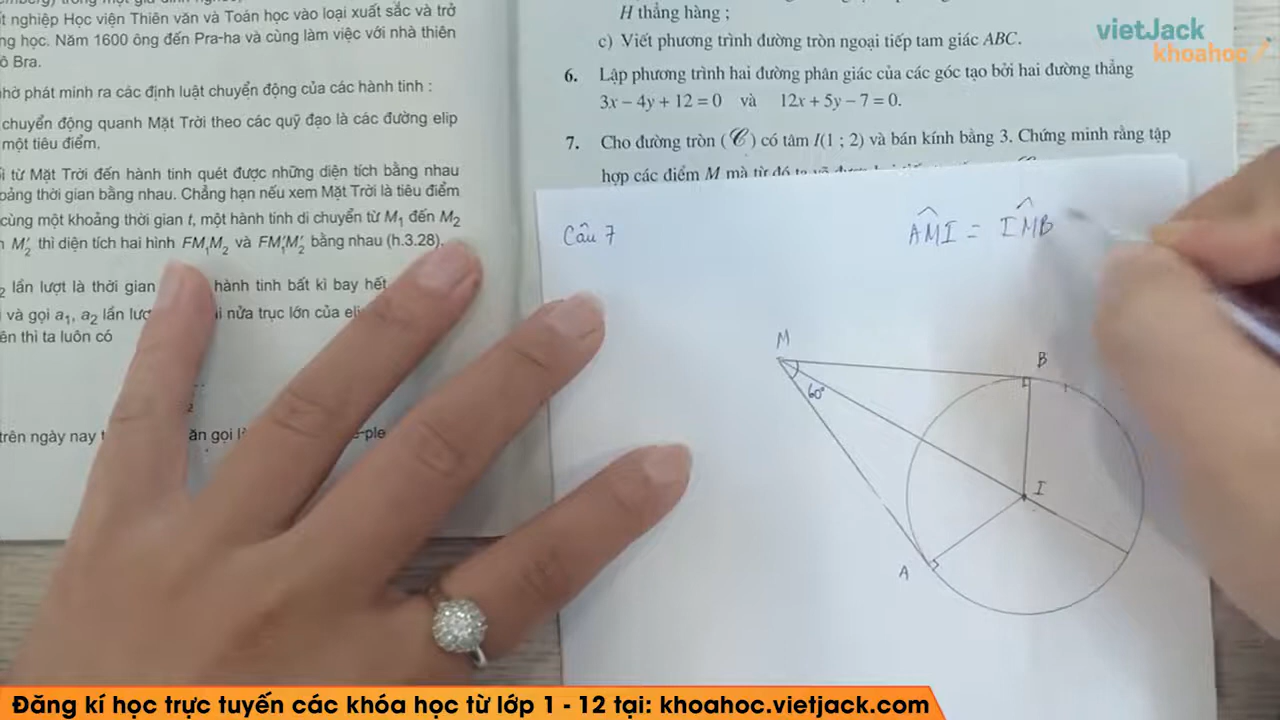 t nghiệp Học viện Thiên văn và Toán học vào loại xuất sắc và trở
ng học. Năm 1600 ông đến Pra-ha và cùng làm việc với nhà thiên
ô Bra.
hờ phát minh ra các định luật chuyển động của các hành tinh :
chuyển động quanh Mặt Trời theo các quỹ đạo là các đường elip
một tiêu điểm.
i từ Mặt Trời đến hành tinh quét được những diện tích bằng nhau
oảng thời gian bằng nhau. Chẳng hạn nếu xem Mặt Trời là tiêu điểm
cùng một khoảng thời gian t, một hành tinh di chuyển từ M₁ đến M₂
M′₂ thì diện tích hai hình FM₁M₂ và FM′₁M′₂ bằng nhau (h.3.28).
₂ lần lượt là thời gian hành tinh bất kì bay hết
và gọi a₁, a₂ lần nửa trục lớn của
ên thì ta luôn có
trên ngày nay ăn gọi
H thẳng hàng ;
c) Viết phương trình đường tròn ngoại tiếp tam giác ABC.
6. Lập phương trình hai đường phân giác của các góc tạo bởi hai đường thẳng
3x – 4y + 12 = 0 và 12x + 5y – 7 = 0.
7. Cho đường tròn (𝒞) có tâm I(1 ; 2) và bán kính bằng 3. Chứng minh rằng tập
hợp các điểm M mà từ đó ta vẽ được
Câu 7
AMI = IMB
M
B
60°
I
A
vietJack
khoahoc
Đăng kí học trực tuyến các khóa học từ lớp 1 - 12 tại: khoahoc.vietjack.com